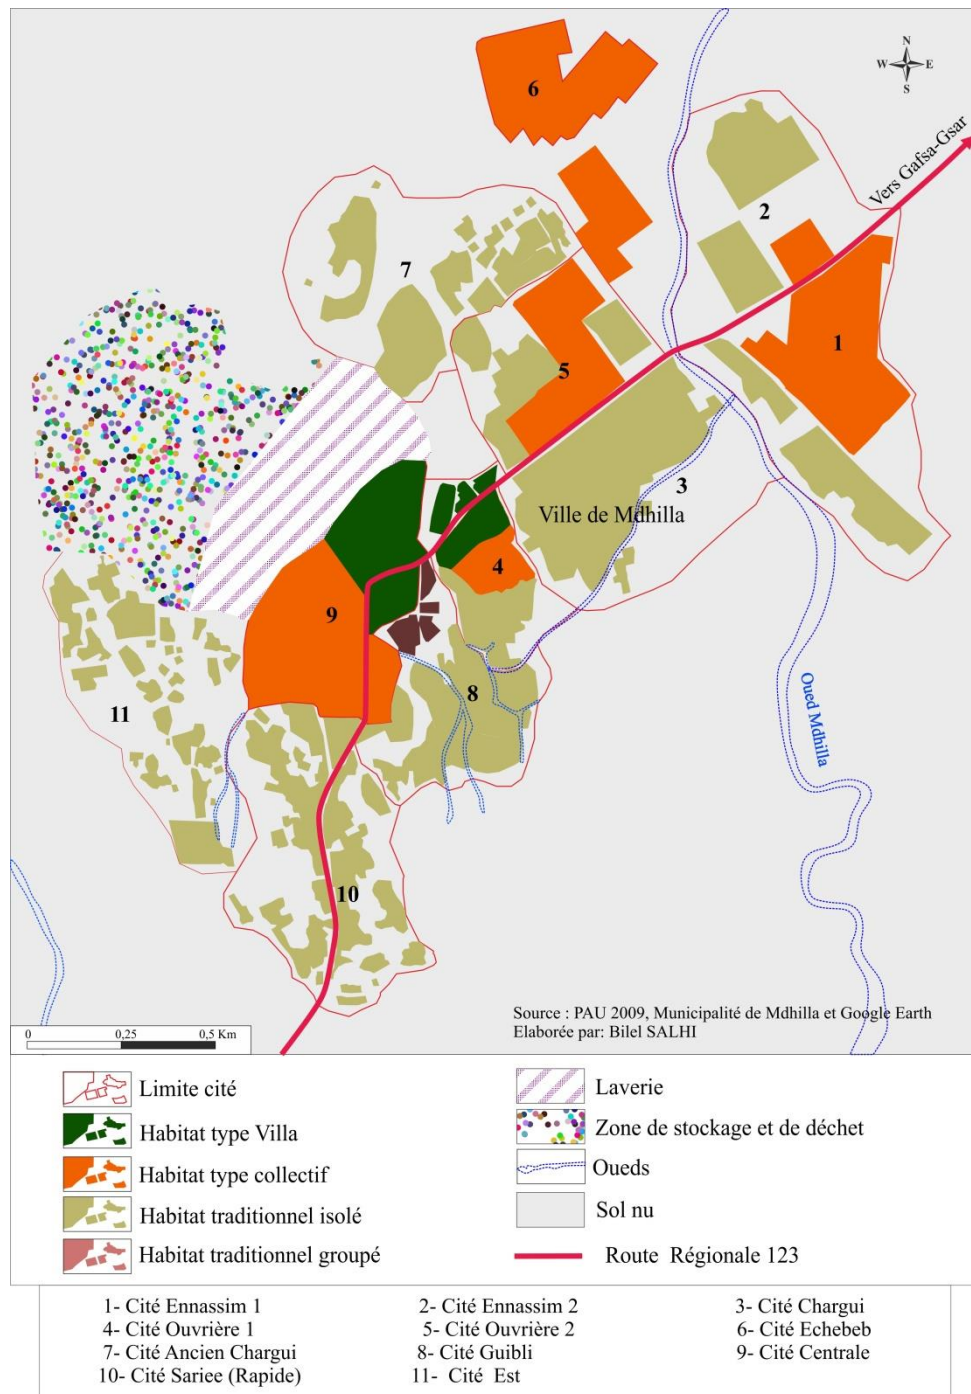 N
W E
S
6
Vers Gafsa-Gsar
2
7
1
5
3
Ville de Mdhilla
4
9
8
11
Oued Mdhilla
10
Source : PAU 2009, Municipalité de Mdhilla et Google Earth
Elaborée par: Bilel SALHI
0 0,25 0,5 Km
Limite cité
Habitat type Villa
Habitat type collectif
Habitat traditionnel isolé
Habitat traditionnel groupé
Laverie
Zone de stockage et de déchet
Oueds
Sol nu
Route Régionale 123
1- Cité Ennassim 1 2- Cité Ennassim 2 3- Cité Chargui
4- Cité Ouvrière 1 5- Cité Ouvrière 2 6- Cité Echebeb
7- Cité Ancien Chargui 8- Cité Guibli 9- Cité Centrale
10- Cité Sariee (Rapide) 11- Cité Est